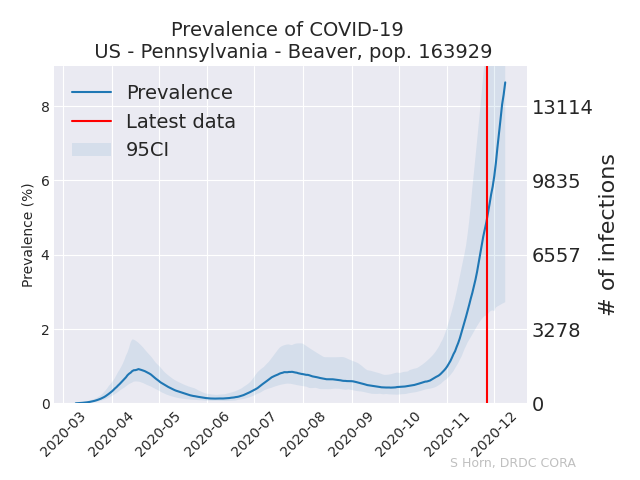 Prevalence of COVID-19
US - Pennsylvania - Beaver, pop. 163929
Prevalence
Latest data
95CI
Prevalence (%)
8
6
4
2
0
13114
9835
6557
3278
0
# of infections
2020-03
2020-04
2020-05
2020-06
2020-07
2020-08
2020-09
2020-10
2020-11
2020-12
S Horn, DRDC CORA